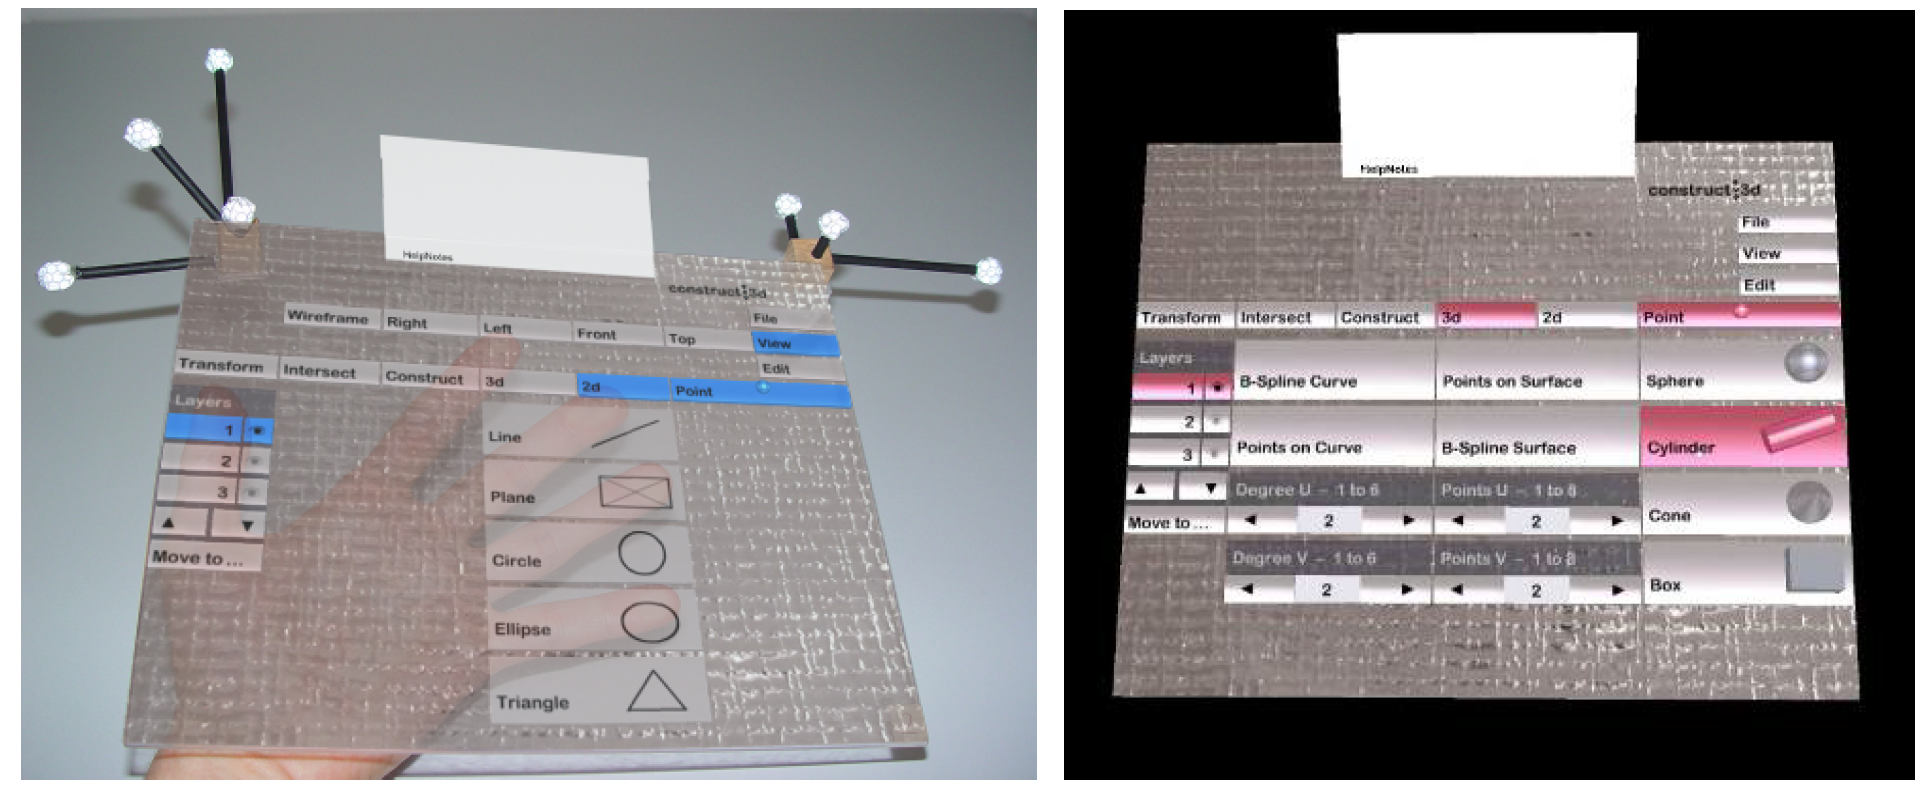 HelpNotes
construct3d
File
Wireframe Right Left Front Top View
Edit
Transform Intersect Construct 3d 2d Point
Layers
1
2
3
▲ ▼
Move to ...
Line
Plane
Circle
Ellipse
Triangle
HelpNotes
construct3d
File
View
Edit
Transform Intersect Construct 3d 2d Point
Layers
1
2
3
▲ ▼
Move to ...
B-Spline Curve Points on Surface Sphere
Points on Curve B-Spline Surface Cylinder
Degree U - 1 to 6 Points U - 1 to 8
◄ 2 ► ◄ 2 ►
Cone
Degree V - 1 to 6 Points V - 1 to 8
◄ 2 ► ◄ 2 ►
Box